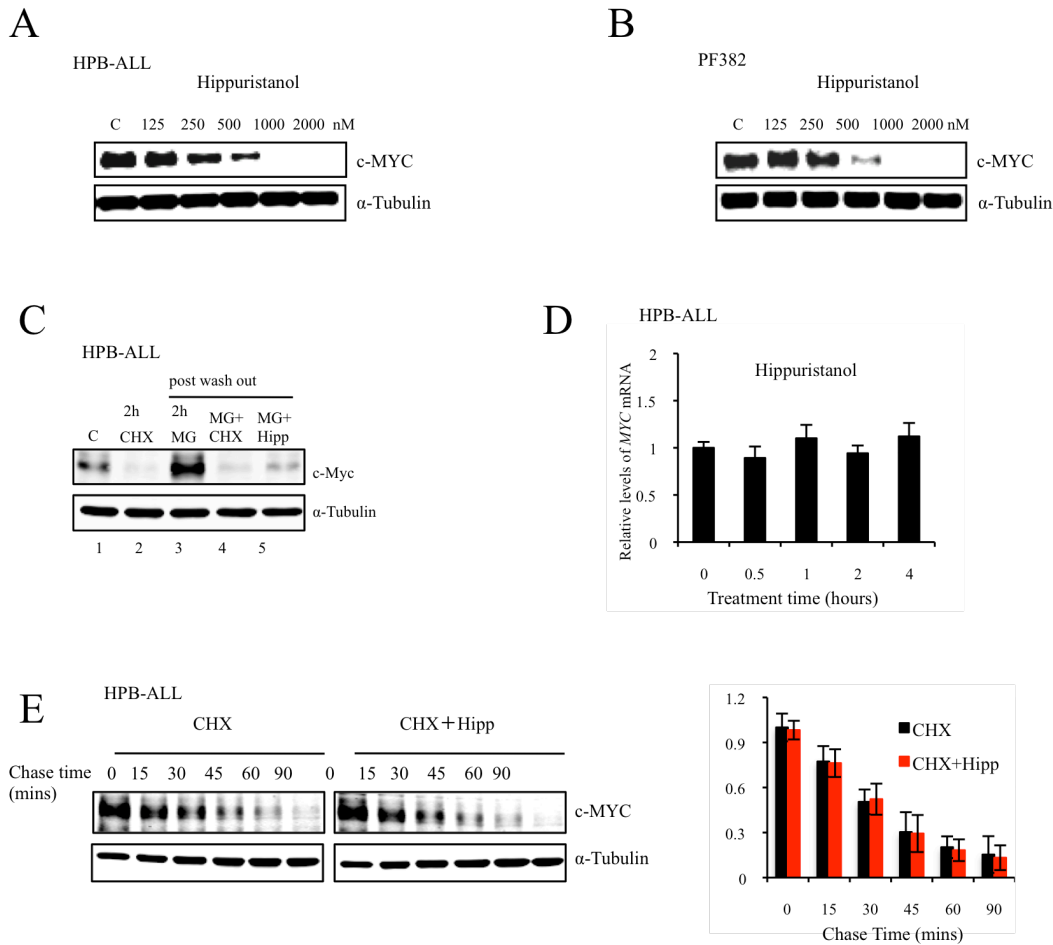 A
HPB-ALL
Hippuristanol
C 125 250 500 1000 2000 nM
c-MYC
α-Tubulin
B
PF382
Hippuristanol
C 125 250 500 1000 2000 nM
c-MYC
α-Tubulin
C
HPB-ALL
post wash out
2h 2h MG+ MG+
C CHX MG CHX Hipp
c-Myc
α-Tubulin
1 2 3 4 5
D
HPB-ALL
Hippuristanol
Relative levels of MYC mRNA
2
1.5
1
0.5
0
0 0.5 1 2 4
Treatment time (hours)
E
HPB-ALL
CHX
CHX+Hipp
Chase time 0 15 30 45 60 90 0 15 30 45 60 90
(mins)
c-MYC
α-Tubulin
1.2
0.9
0.6
0.3
0
CHX
CHX+Hipp
0 15 30 45 60 90
Chase Time (mins)